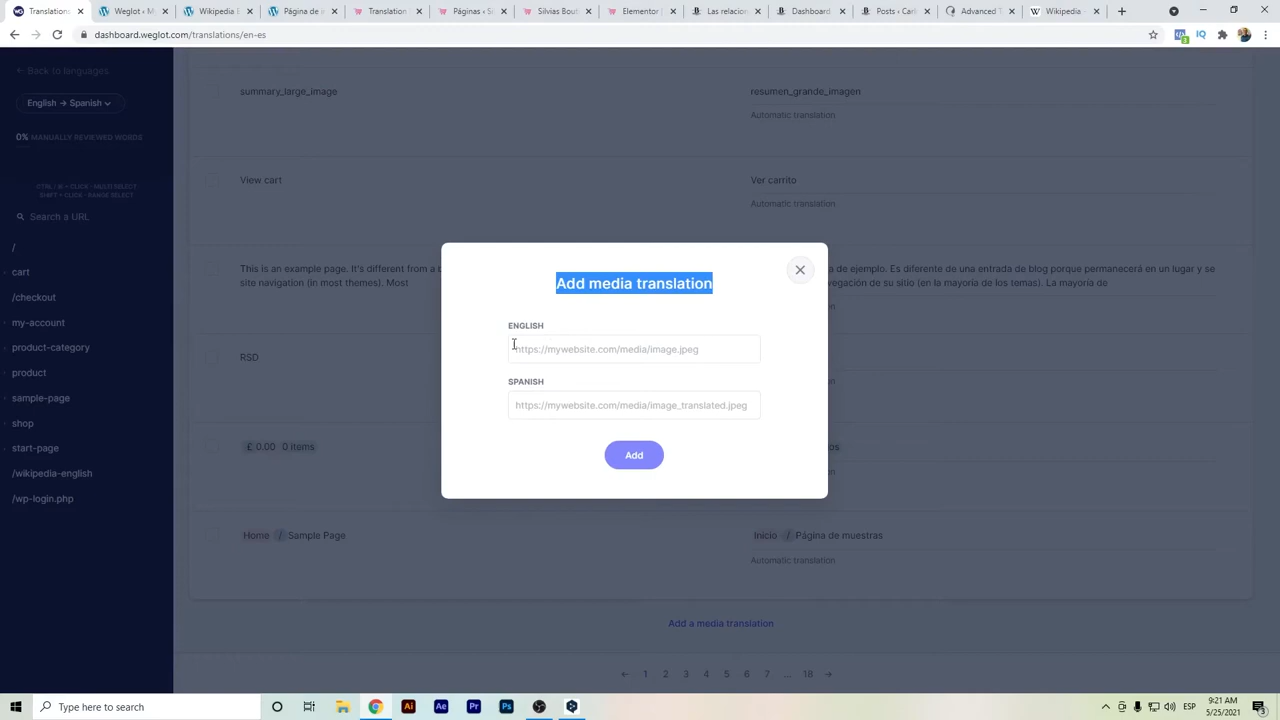 Weglot
Weglot • M
Wikipedia
Página de m
Translation
Páginas ‹ S
Silvias Bout
Elementor
Las relacion
Dashboard
Posts ‹ Car
Advanced T
Wikipedia -
dashboard.weglot.com/translations/en-es
Back to languages
English → Spanish
0% MANUALLY REVIEWED WORDS
CTRL / ⌘ + CLICK - MULTI SELECT
SHIFT + CLICK - RANGE SELECT
Search a URL
/
cart
/checkout
my-account
product-category
product
sample-page
shop
start-page
/wikipedia-english
/wp-login.php
summary_large_image
resumen_grande_imagen
Automatic translation
View cart
Ver carrito
Automatic translation
This is an example page. It's different from a b
de ejemplo. Es diferente de una entrada de blog porque permanecerá en un lugar y se
site navigation (in most themes). Most
vegación de su sitio (en la mayoría de los temas). La mayoría de
RSD
£ 0.00 0 items
Home / Sample Page
Inicio / Página de muestras
Automatic translation
Add media translation
ENGLISH
https://mywebsite.com/media/image.jpeg
SPANISH
https://mywebsite.com/media/image_translated.jpeg
Add
Add a media translation
← 1 2 3 4 5 6 7 ... 18 →
Type here to search
Ai
Ae
Pr
Ps
ESP
9:21 AM
5/25/2021